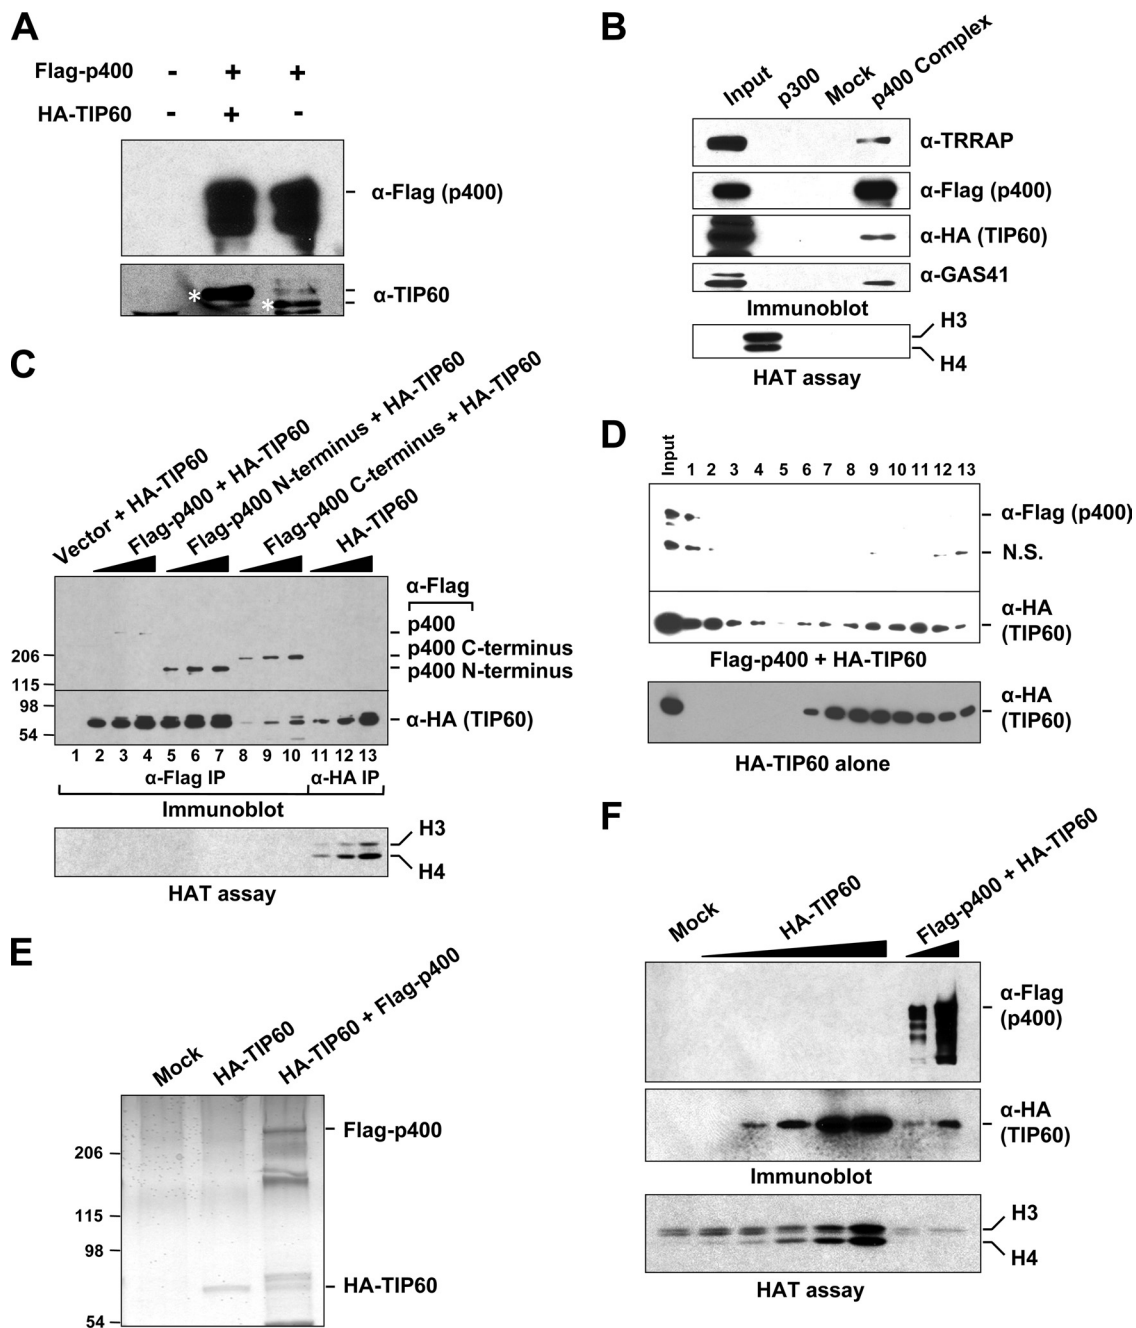 A
Flag-p400 - + +
HA-TIP60 - + -
α-Flag (p400)
* * α-TIP60
B
Input p300 Mock p400 Complex
α-TRRAP
α-Flag (p400)
α-HA (TIP60)
α-GAS41
Immunoblot
H3
H4
HAT assay
C
Vector + HA-TIP60
Flag-p400 + HA-TIP60
Flag-p400 N-terminus + HA-TIP60
Flag-p400 C-terminus + HA-TIP60
HA-TIP60
α-Flag
p400
p400 C-terminus
p400 N-terminus
206
115
98
54
α-HA (TIP60)
1 2 3 4 5 6 7 8 9 10 11 12 13
α-Flag IP α-HA IP
Immunoblot
H3
H4
HAT assay
D
Input 1 2 3 4 5 6 7 8 9 10 11 12 13
α-Flag (p400)
N.S.
α-HA
(TIP60)
Flag-p400 + HA-TIP60
α-HA
(TIP60)
HA-TIP60 alone
E
Mock HA-TIP60 HA-TIP60 + Flag-p400
Flag-p400
206
115
98
HA-TIP60
54
F
Mock HA-TIP60 Flag-p400 + HA-TIP60
α-Flag
(p400)
α-HA
(TIP60)
Immunoblot
H3
H4
HAT assay